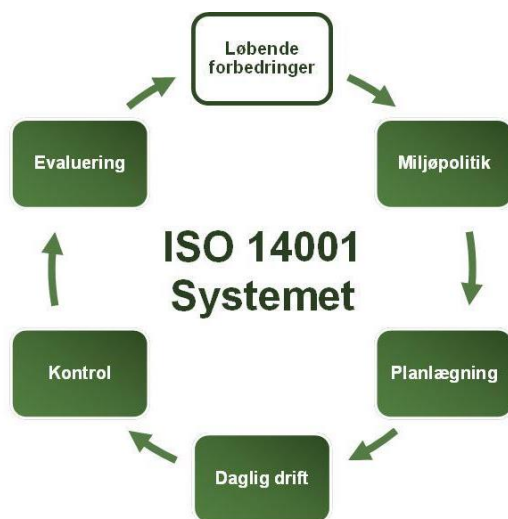 Løbende
forbedringer
Evaluering
Miljøpolitik
ISO 14001
Systemet
Kontrol
Planlægning
Daglig drift